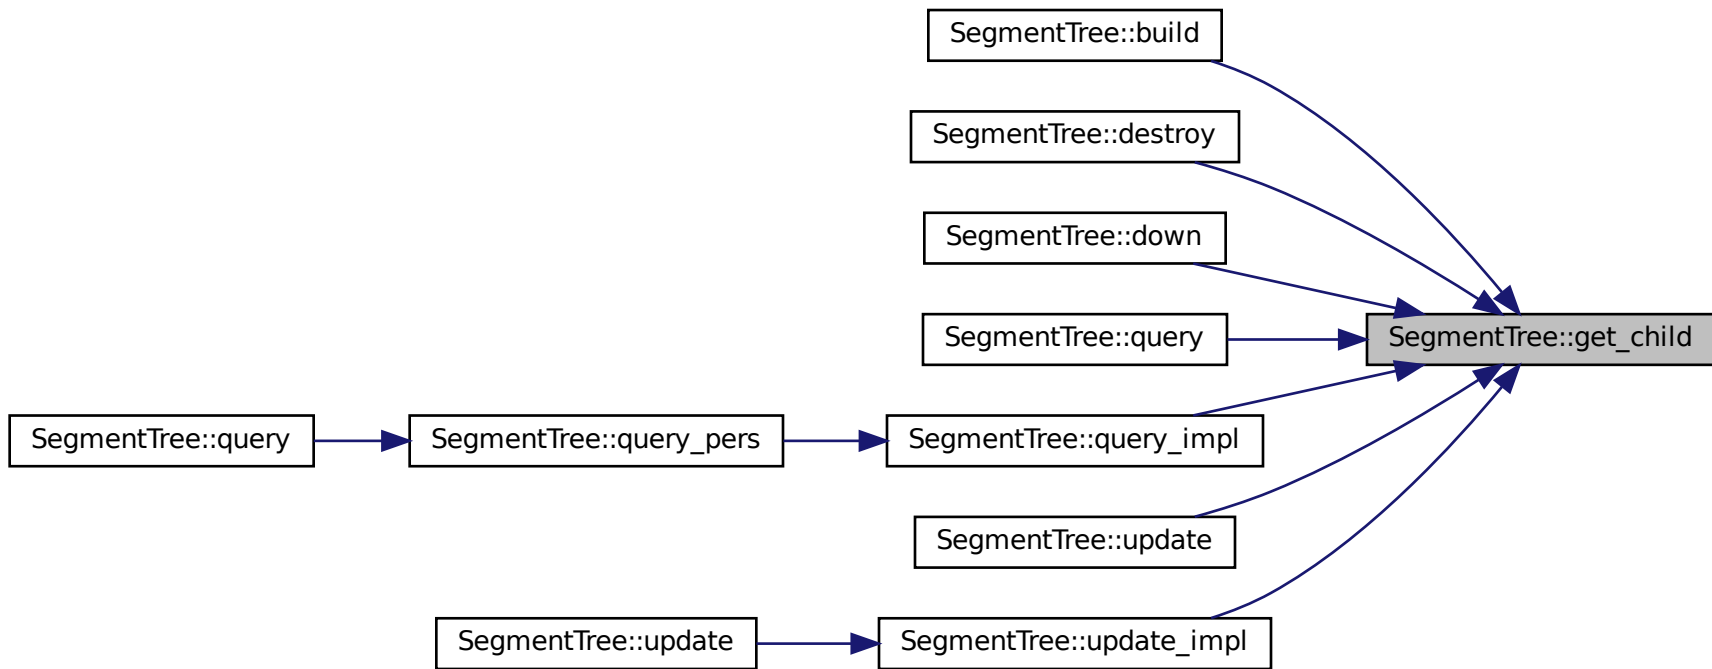 SegmentTree::build
SegmentTree::destroy
SegmentTree::down
SegmentTree::query
SegmentTree::get_child
SegmentTree::query
SegmentTree::query_pers
SegmentTree::query_impl
SegmentTree::update
SegmentTree::update
SegmentTree::update_impl